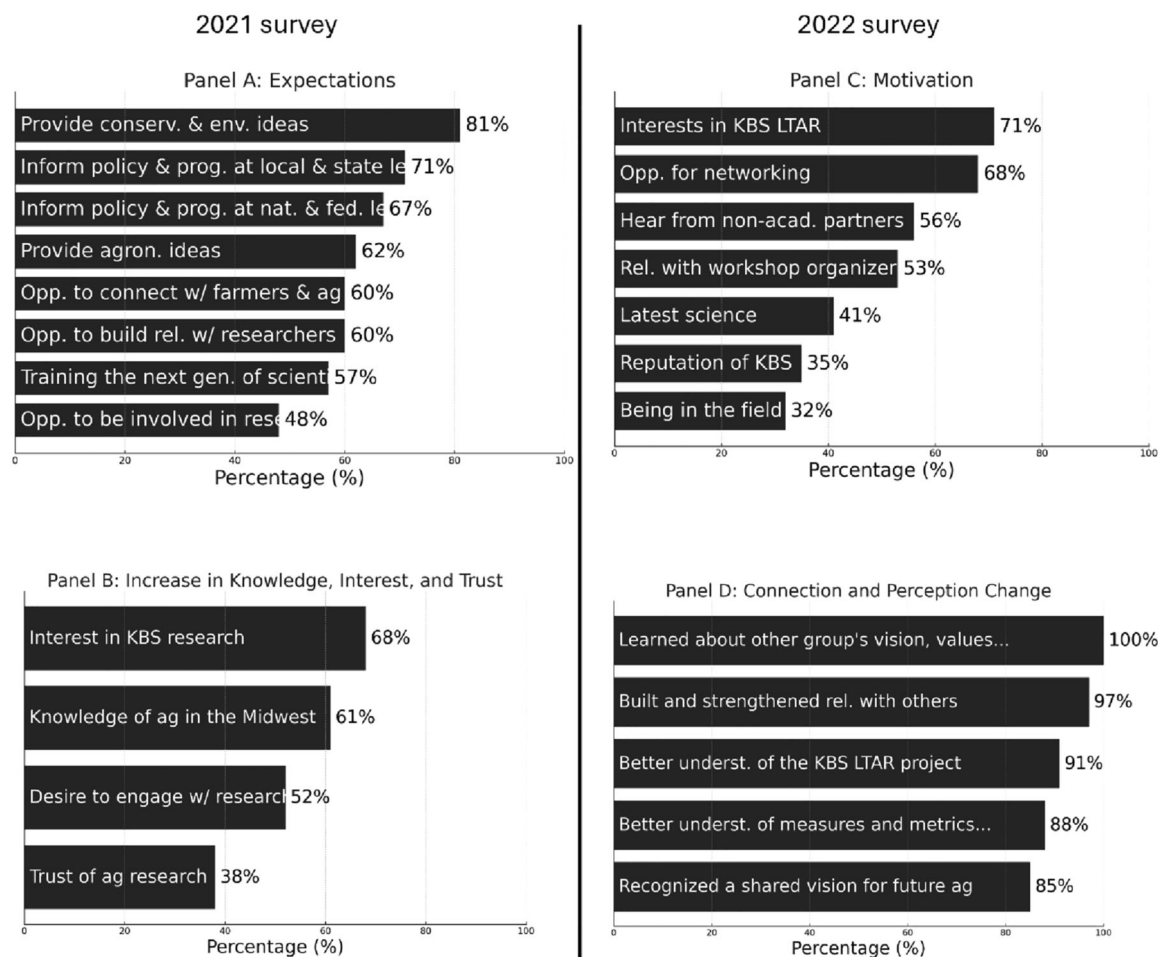 2021 survey
2022 survey
Panel A: Expectations
Provide conserv. & env. ideas 81%
Inform policy & prog. at local & state le 71%
Inform policy & prog. at nat. & fed. le 67%
Provide agron. ideas 62%
Opp. to connect w/ farmers & ag 60%
Opp. to build rel. w/ researchers 60%
Training the next gen. of scienti 57%
Opp. to be involved in rese 48%
0 20 40 60 80 100
Percentage (%)
Panel C: Motivation
Interests in KBS LTAR 71%
Opp. for networking 68%
Hear from non-acad. partners 56%
Rel. with workshop organizer 53%
Latest science 41%
Reputation of KBS 35%
Being in the field 32%
0 20 40 60 80 100
Percentage (%)
Panel B: Increase in Knowledge, Interest, and Trust
Interest in KBS research 68%
Knowledge of ag in the Midwest 61%
Desire to engage w/ research 52%
Trust of ag research 38%
0 20 40 60 80 100
Percentage (%)
Panel D: Connection and Perception Change
Learned about other group's vision, values... 100%
Built and strengthened rel. with others 97%
Better underst. of the KBS LTAR project 91%
Better underst. of measures and metrics... 88%
Recognized a shared vision for future ag 85%
0 20 40 60 80 100
Percentage (%)